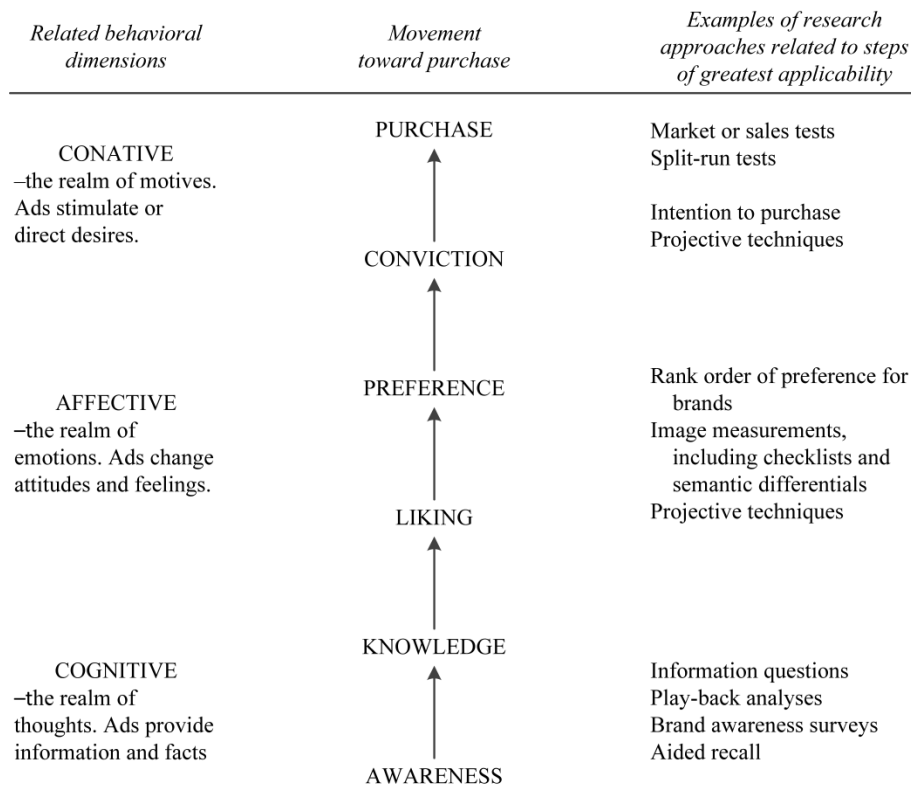 Related behavioral
dimensions
Movement
toward purchase
Examples of research
approaches related to steps
of greatest applicability
CONATIVE
–the realm of motives.
Ads stimulate or
direct desires.
PURCHASE
CONVICTION
Market or sales tests
Split-run tests
Intention to purchase
Projective techniques
AFFECTIVE
–the realm of
emotions. Ads change
attitudes and feelings.
PREFERENCE
LIKING
Rank order of preference for
brands
Image measurements,
including checklists and
semantic differentials
Projective techniques
COGNITIVE
–the realm of
thoughts. Ads provide
information and facts
KNOWLEDGE
AWARENESS
Information questions
Play-back analyses
Brand awareness surveys
Aided recall